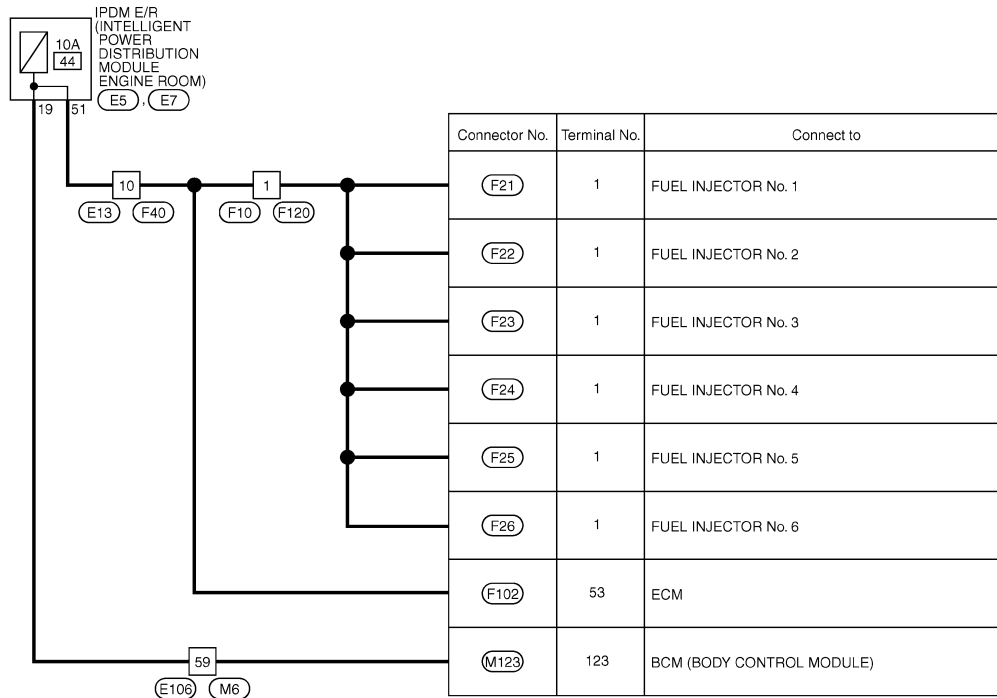 IPDM E/R
(INTELLIGENT
POWER
DISTRIBUTION
MODULE
ENGINE ROOM)
10A
44
E5 , E7
19 51
Connector No. Terminal No. Connect to
10 1
E13 F40 F10 F120
F21 1 FUEL INJECTOR No. 1
F22 1 FUEL INJECTOR No. 2
F23 1 FUEL INJECTOR No. 3
F24 1 FUEL INJECTOR No. 4
F25 1 FUEL INJECTOR No. 5
F26 1 FUEL INJECTOR No. 6
F102 53 ECM
59
M123 123 BCM (BODY CONTROL MODULE)
E106 M6